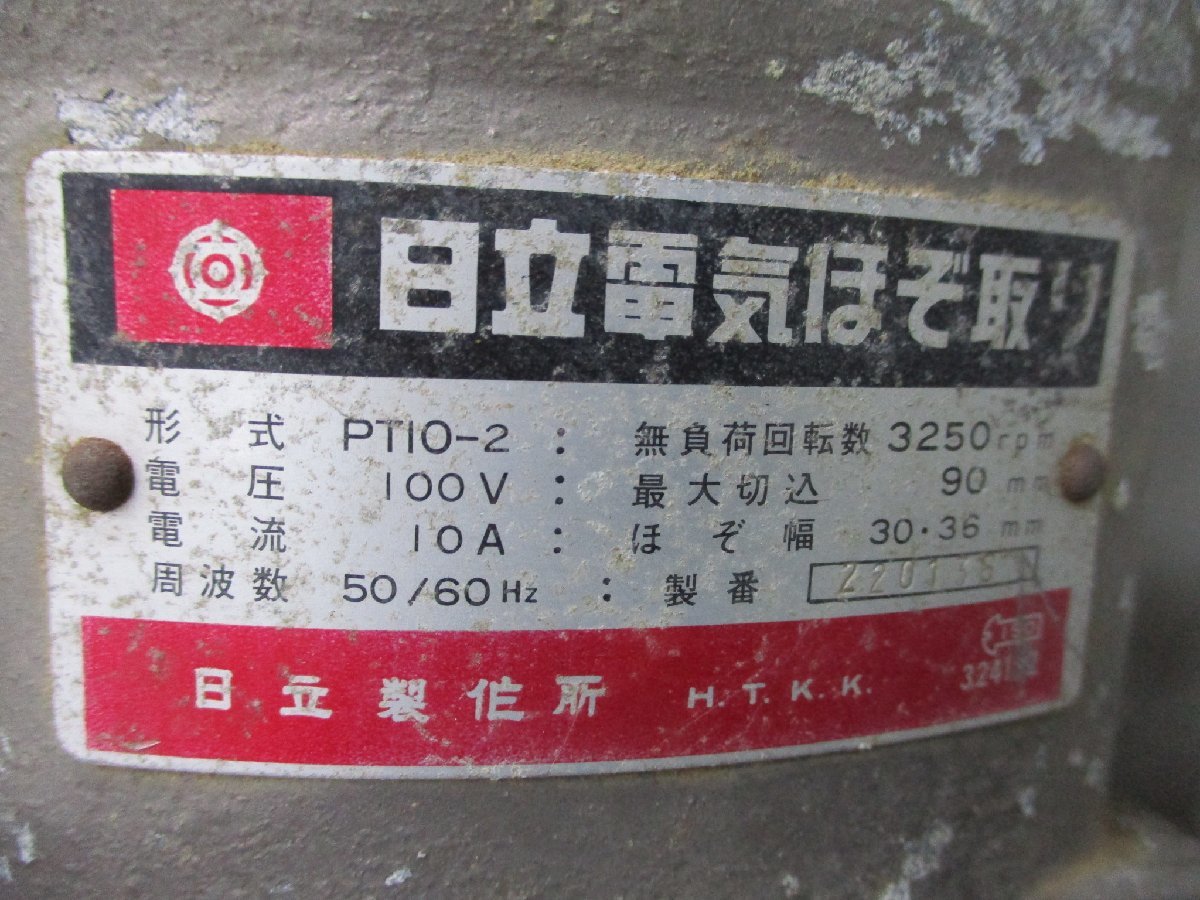 日立電気ほぞ取り
形式 PT10-2 : 無負荷回転数 3250rpm
電圧 100V : 最大切込 90 mm
電流 10A : ほぞ幅 30・36 mm
周波数 50/60Hz : 製番
日立製作所 H.T.K.K.